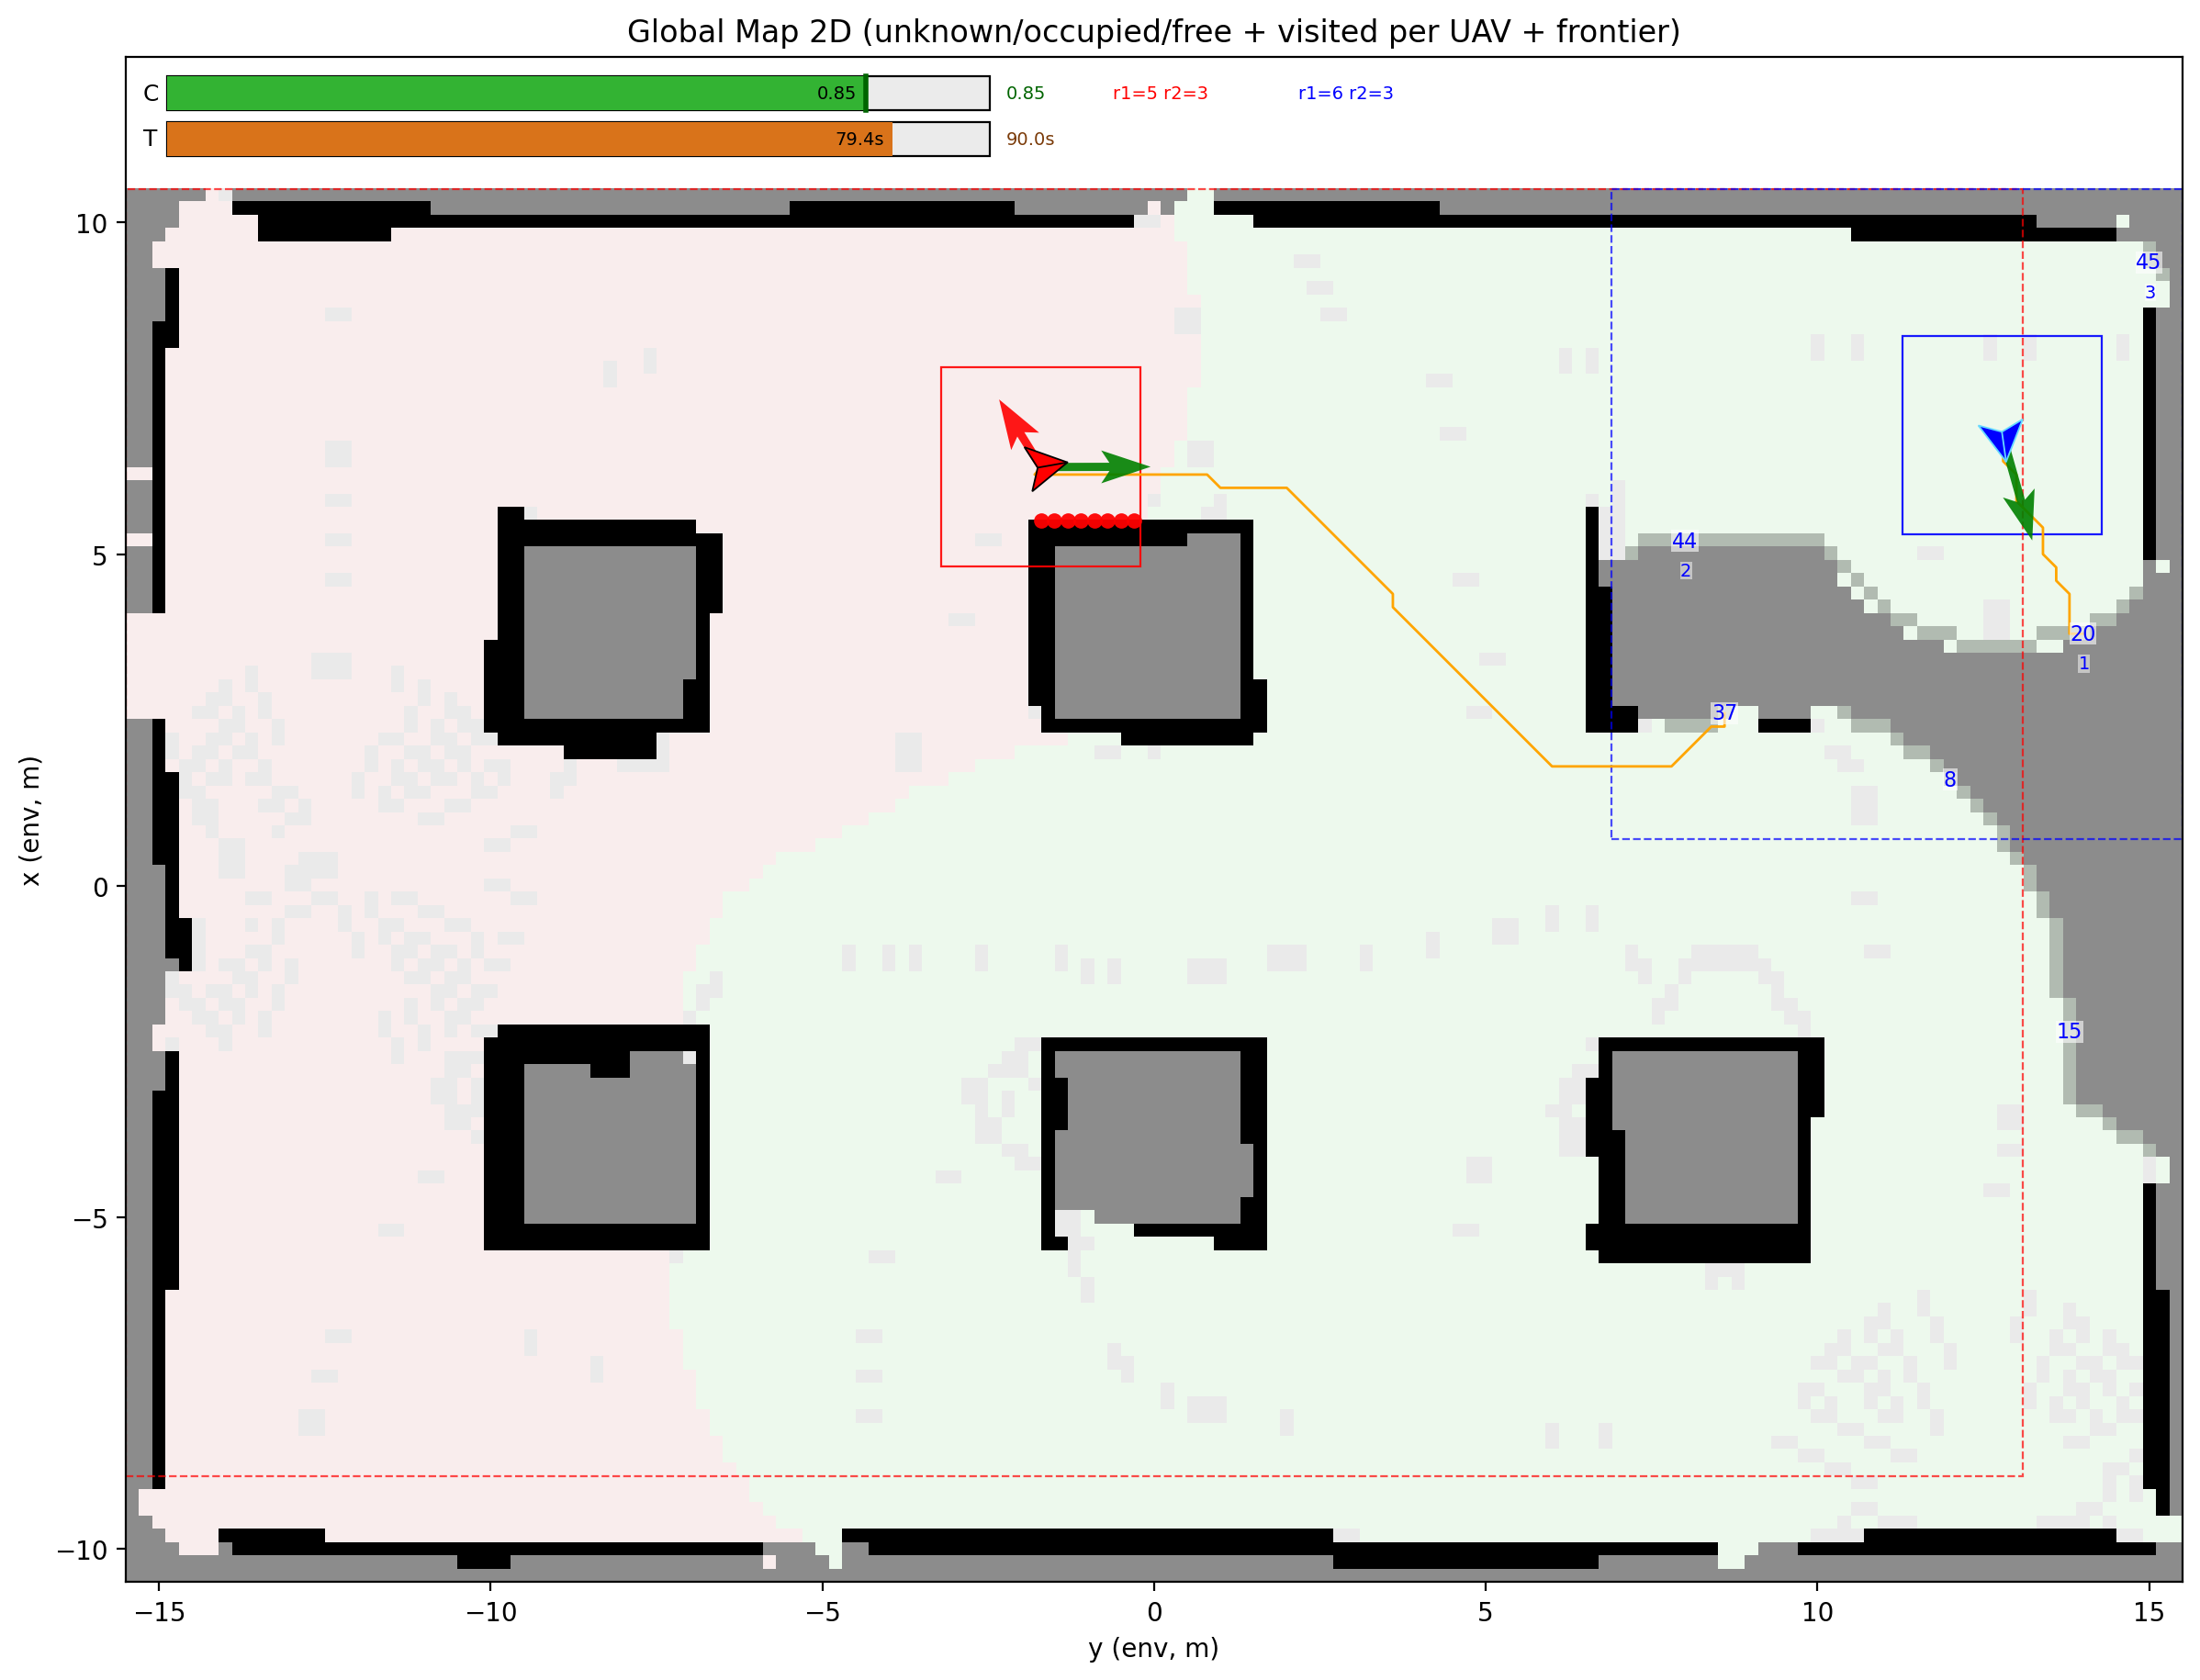 Global Map 2D (unknown/occupied/free + visited per UAV + frontier)
C 0.85 0.85 r1=5 r2=3 r1=6 r2=3
T 79.4s 90.0s
10
5
0
−5
−10
x (env, m)
45
3
44
2
20
1
37
8
15
−15 −10 −5 0 5 10 15
y (env, m)